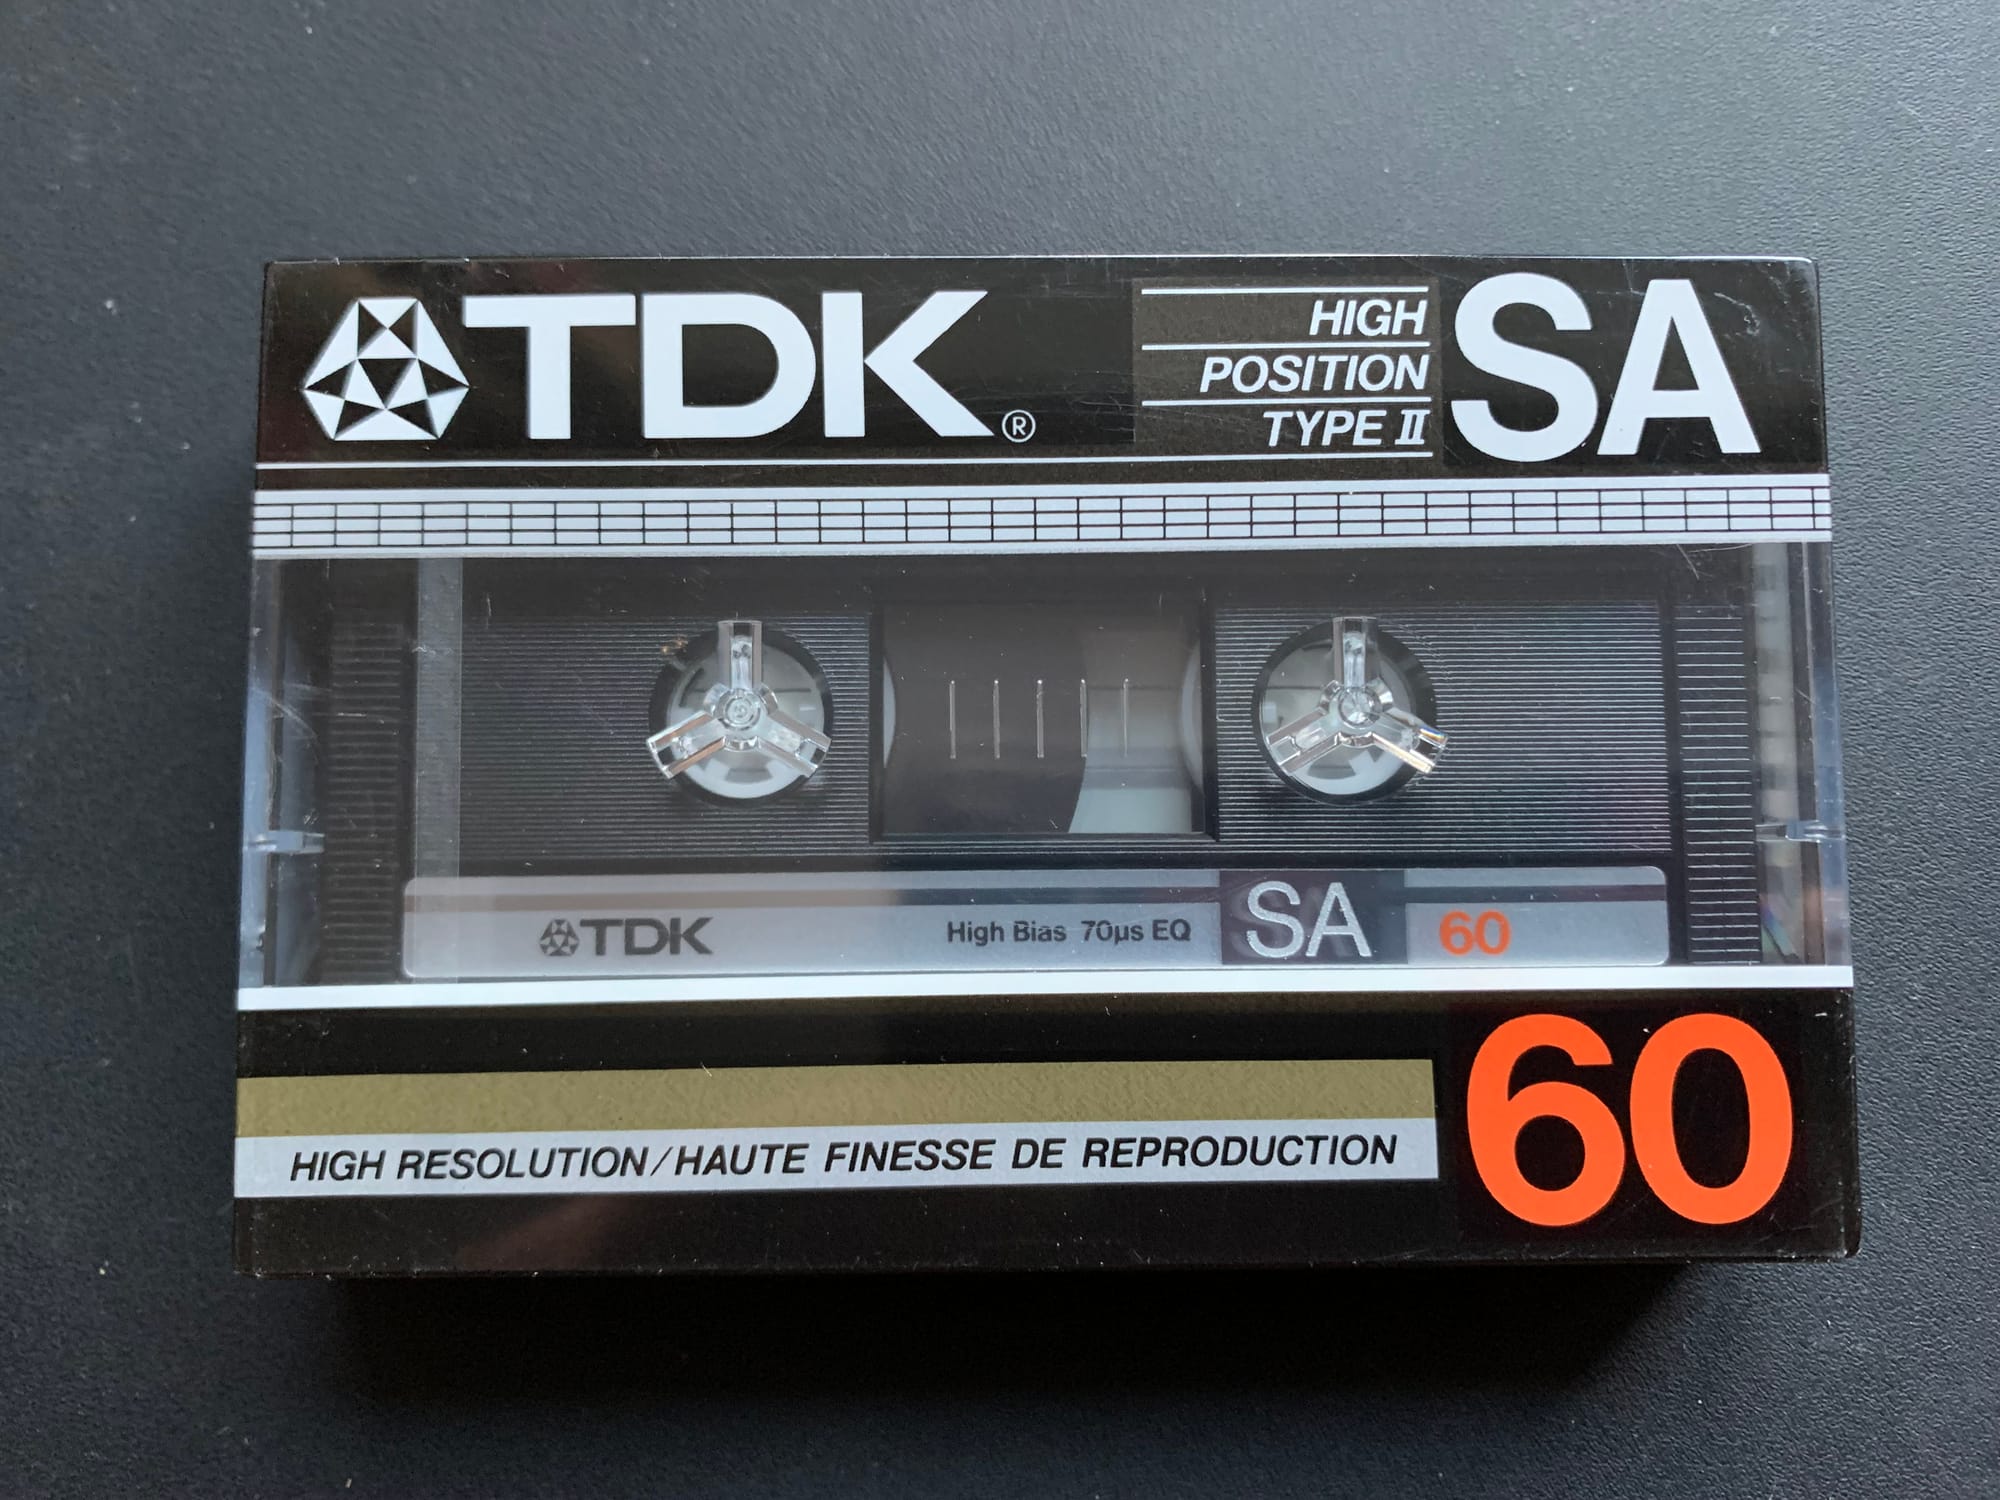 TDK®
HIGH
POSITION
TYPE II
SA
TDK High Bias 70µs EQ SA 60
HIGH RESOLUTION/HAUTE FINESSE DE REPRODUCTION
60